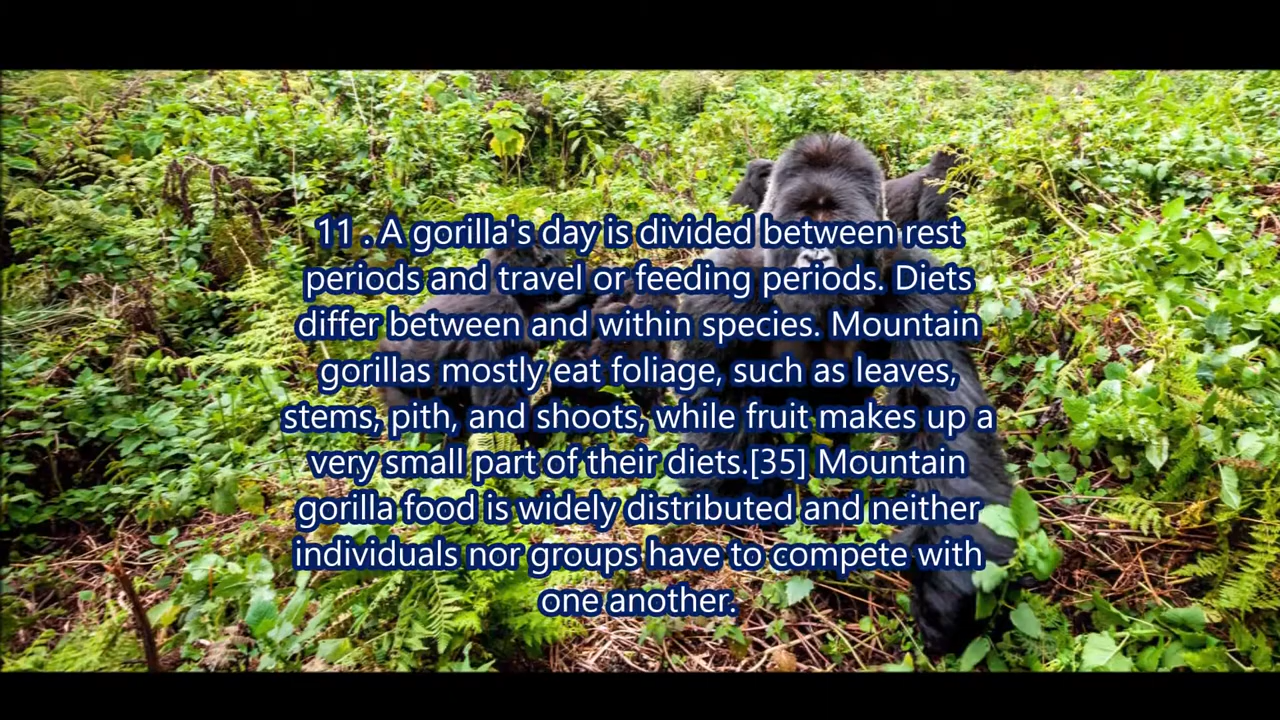 11 . A gorilla's day is divided between rest
periods and travel or feeding periods. Diets
differ between and within species. Mountain
gorillas mostly eat foliage, such as leaves,
stems, pith, and shoots, while fruit makes up a
very small part of their diets.[35] Mountain
gorilla food is widely distributed and neither
individuals nor groups have to compete with
one another.